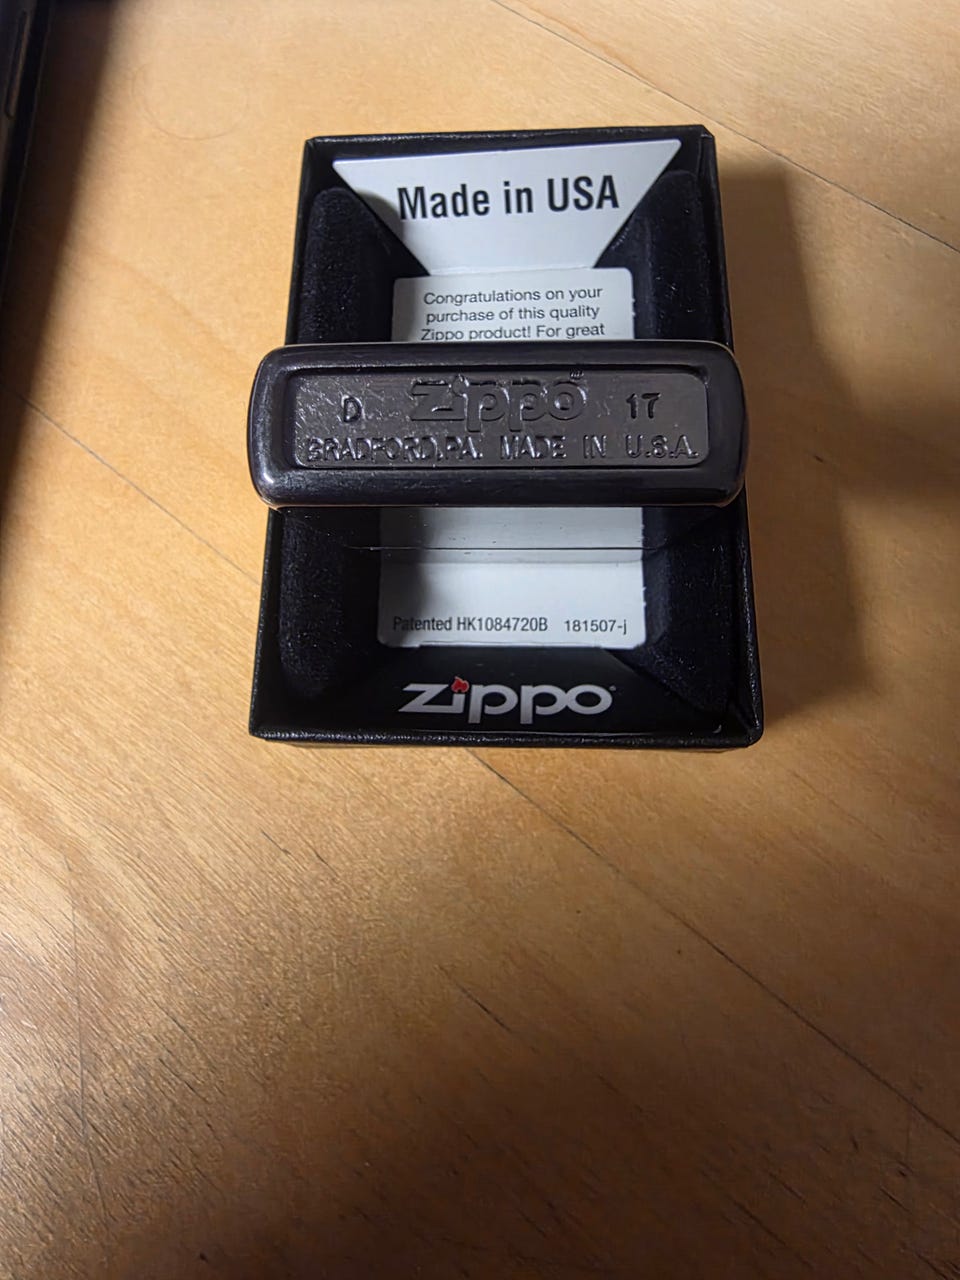 Made in USA
Congratulations on your
purchase of this quality
Zippo product! For great
D zippo ® 17
BRADFORD,PA. MADE IN U.S.A.
Patented HK1084720B 181507-j
zippo